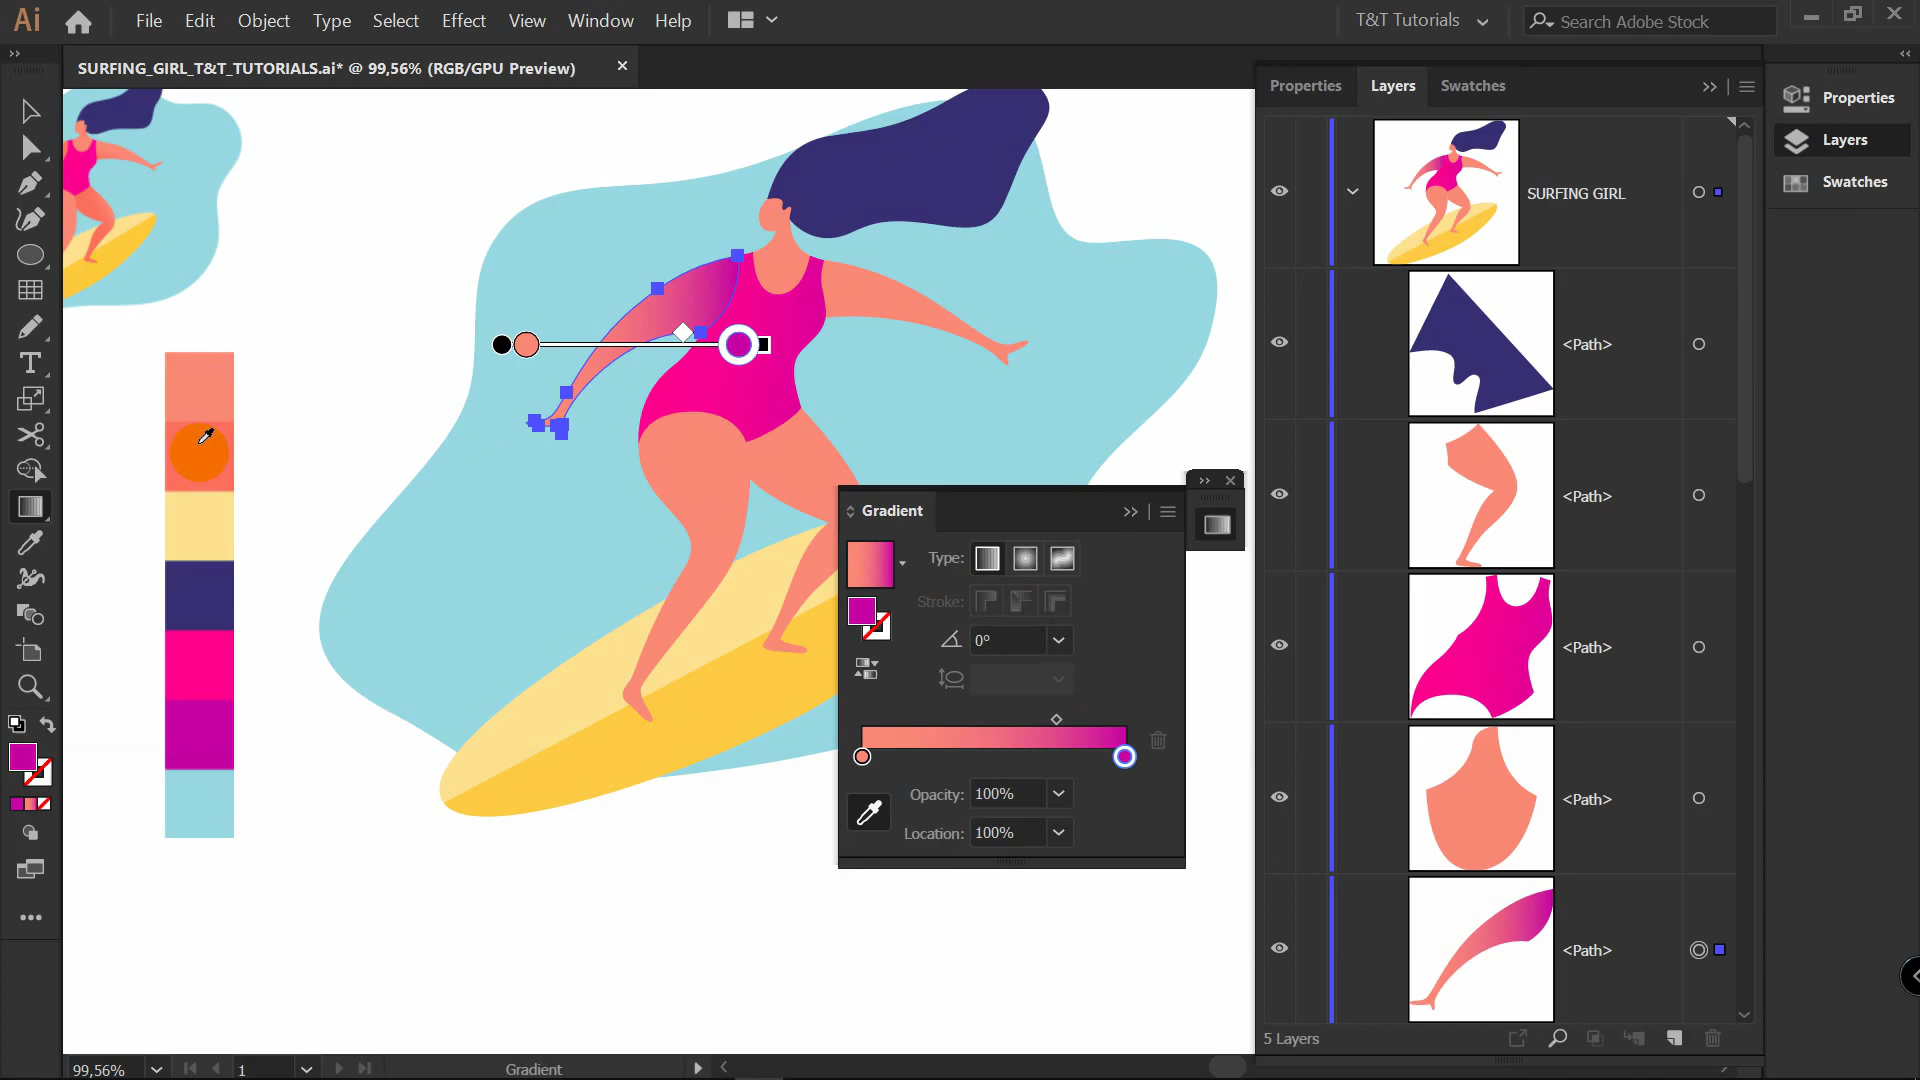 Ai File Edit Object Type Select Effect View Window Help T&T Tutorials Search Adobe Stock
SURFING_GIRL_T&T_TUTORIALS.ai* @ 99,56% (RGB/GPU Preview)
Properties Layers Swatches
Properties
Layers
Swatches
SURFING GIRL
<Path>
<Path>
<Path>
<Path>
<Path>
5 Layers
Gradient
Type:
Stroke:
0°
Opacity: 100%
Location: 100%
99,56% 1 Gradient